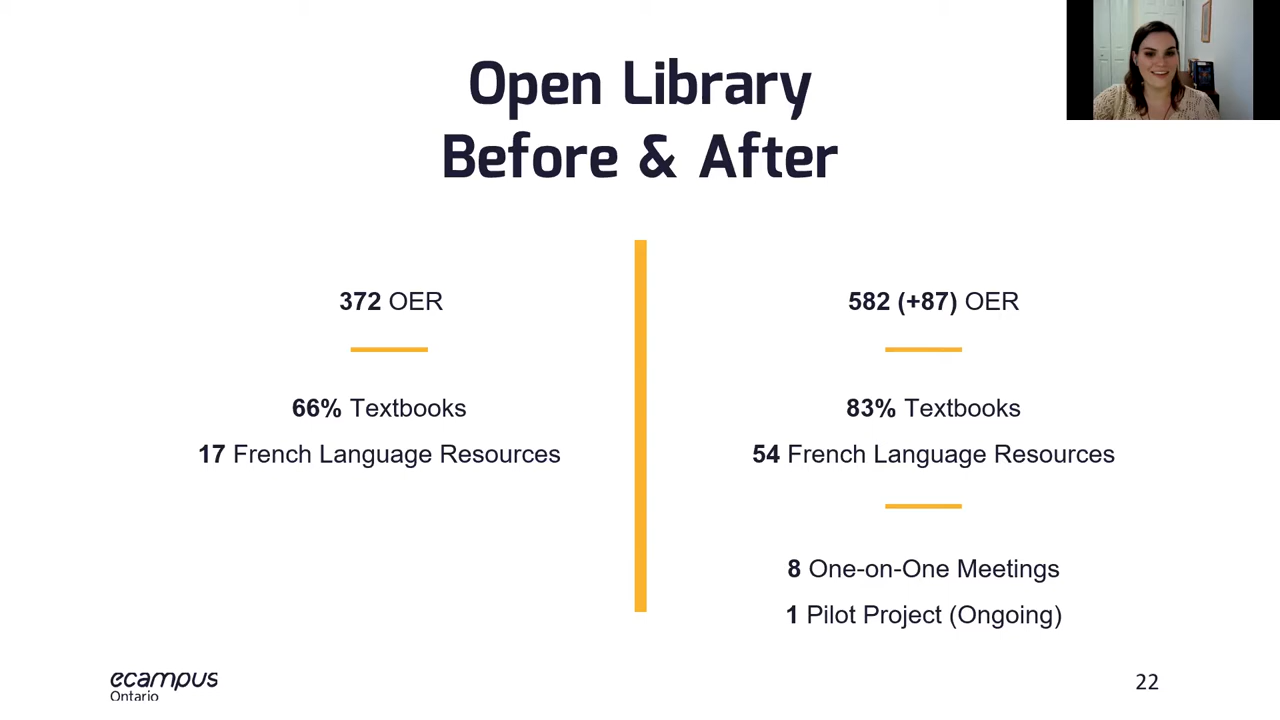 Open Library
Before & After
372 OER
66% Textbooks
17 French Language Resources
582 (+87) OER
83% Textbooks
54 French Language Resources
8 One-on-One Meetings
1 Pilot Project (Ongoing)
ecampus
Ontario
22